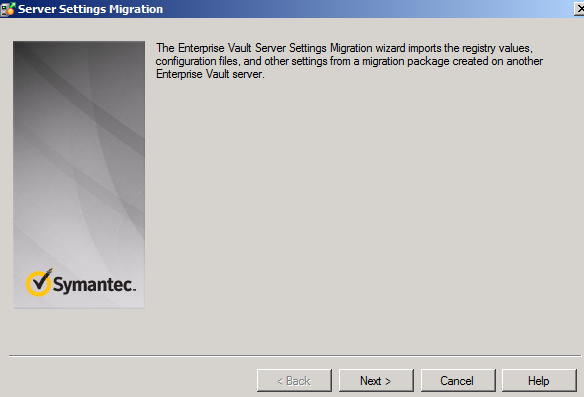 Server Settings Migration
The Enterprise Vault Server Settings Migration wizard imports the registry values,
configuration files, and other settings from a migration package created on another
Enterprise Vault server.
Symantec.
< Back
Next >
Cancel
Help